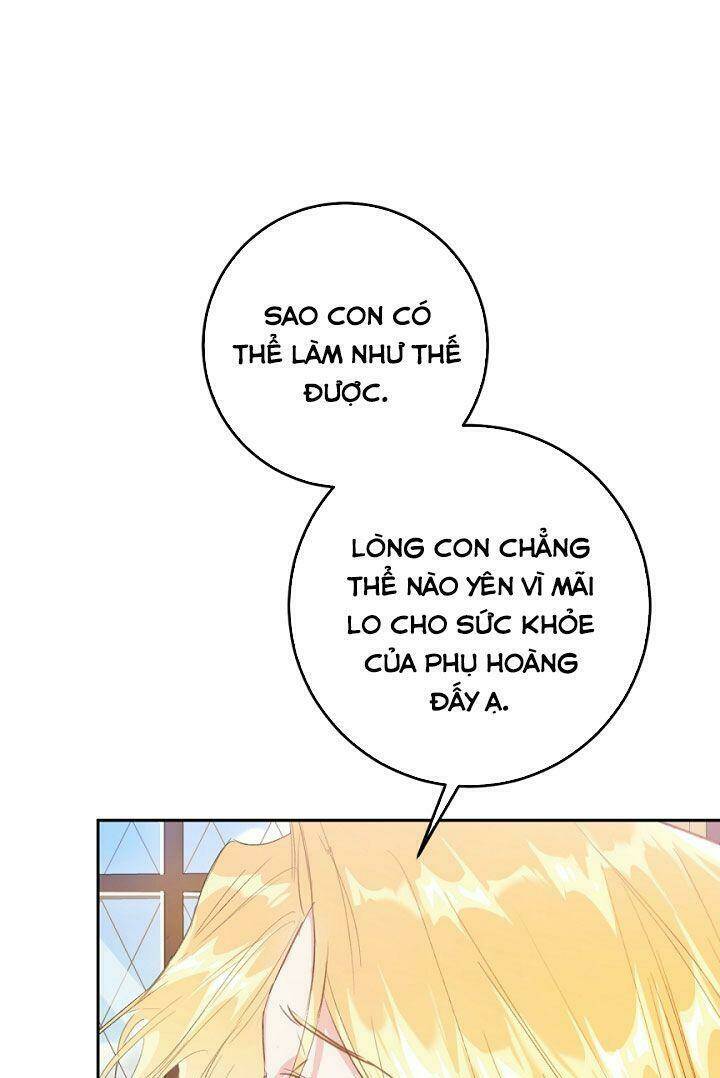 SAO CON CÓ
THỂ LÀM NHƯ THẾ
ĐƯỢC.
LÒNG CON CHẲNG
THỂ NÀO YÊN VÌ MÃI
LO CHO SỨC KHỎE
CỦA PHỤ HOÀNG
ĐẤY Ạ.